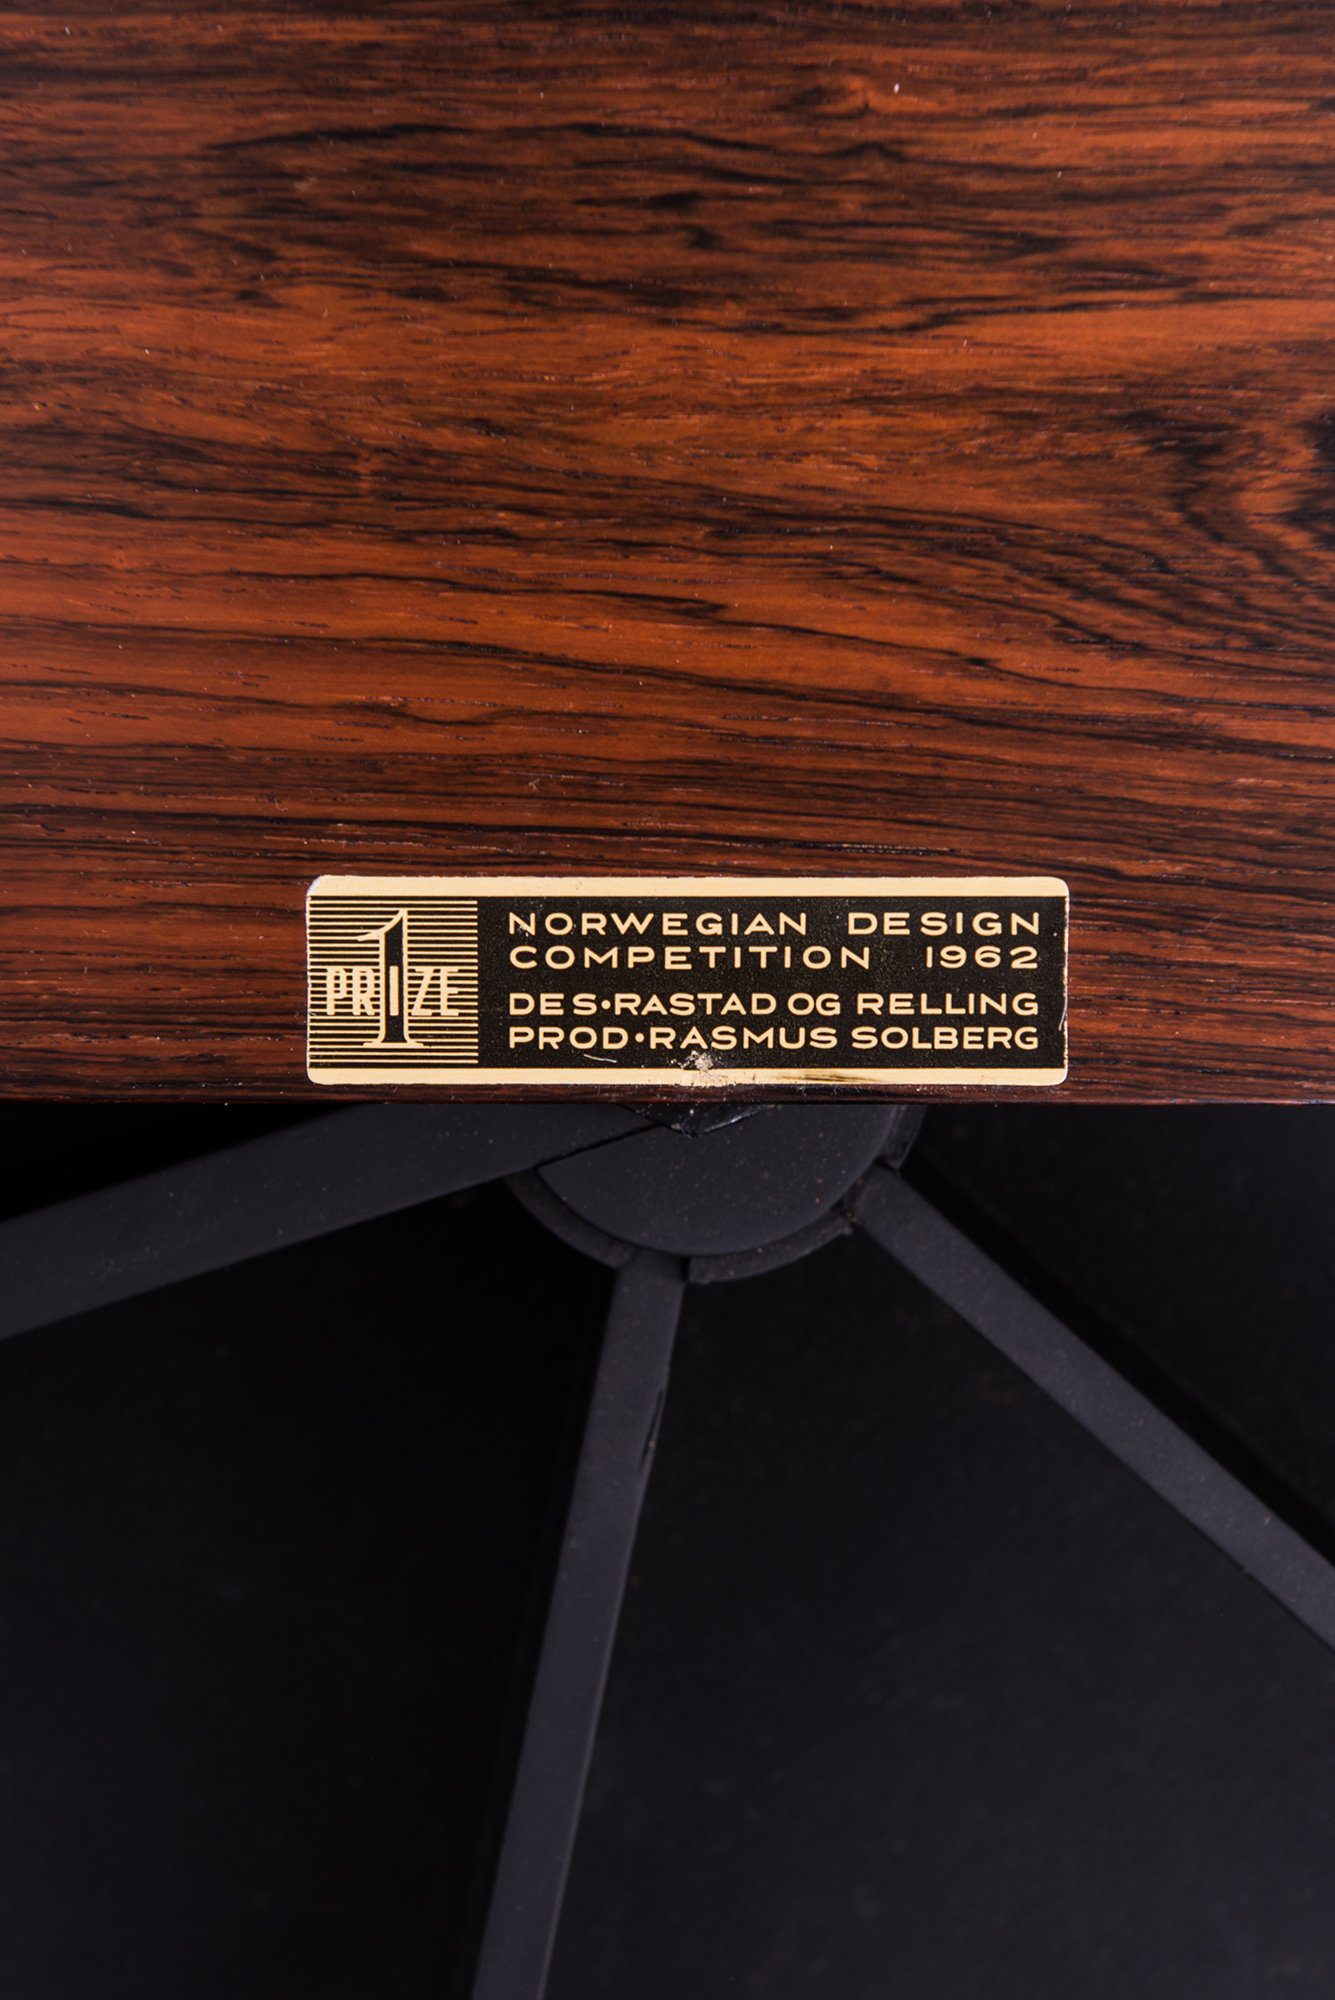 1
PRIZE
NORWEGIAN DESIGN
COMPETITION 1962
DES•RASTAD OG RELLING
PROD•RASMUS SOLBERG